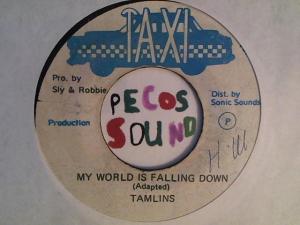 TAXI
Pro. by
Sly & Robbie
Dist. by
Sonic Sounds
PECOS
SOUND
Production
P
MY WORLD IS FALLING DOWN
(Adapted)
TAMLINS